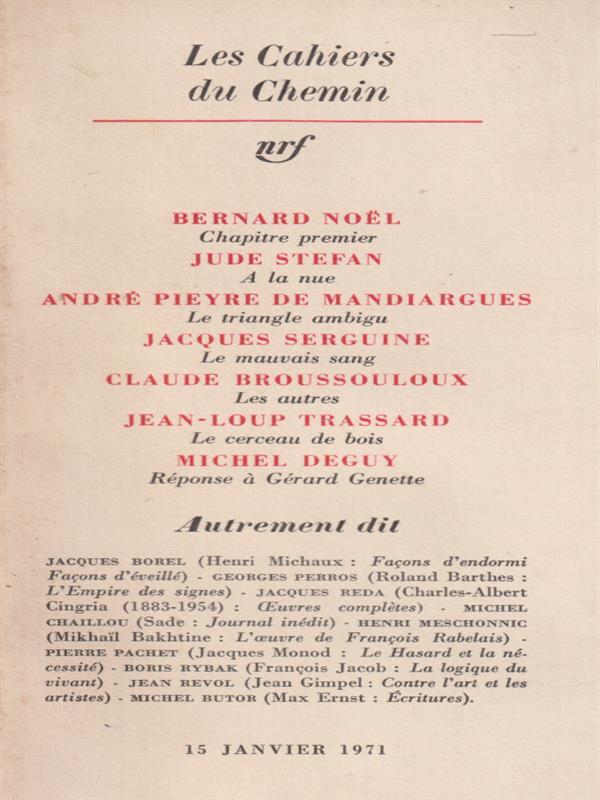 Les Cahiers
du Chemin
nrf
BERNARD NOËL
Chapitre premier
JUDE STEFAN
A la nue
ANDRÉ PIEYRE DE MANDIARGUES
Le triangle ambigu
JACQUES SERGUINE
Le mauvais sang
CLAUDE BROUSSOULOUX
Les autres
JEAN-LOUP TRASSARD
Le cerceau de bois
MICHEL DEGUY
Réponse à Gérard Genette
Autrement dit
JACQUES BOREL (Henri Michaux : Façons d'endormi
Façons d'éveillé) - GEORGES PERROS (Roland Barthes :
L'Empire des signes) - JACQUES REDA (Charles-Albert
Cingria (1883-1954) : Œuvres complètes) - MICHEL
CHAILLOU (Sade : Journal inédit) - HENRI MESCHONNIC
(Mikhaïl Bakhtine : L'œuvre de François Rabelais) -
PIERRE PACHET (Jacques Monod : Le Hasard et la né-
cessité) - BORIS RYBAK (François Jacob : La logique du
vivant) - JEAN REVOL (Jean Gimpel : Contre l'art et les
artistes) - MICHEL BUTOR (Max Ernst : Écritures).
15 JANVIER 1971